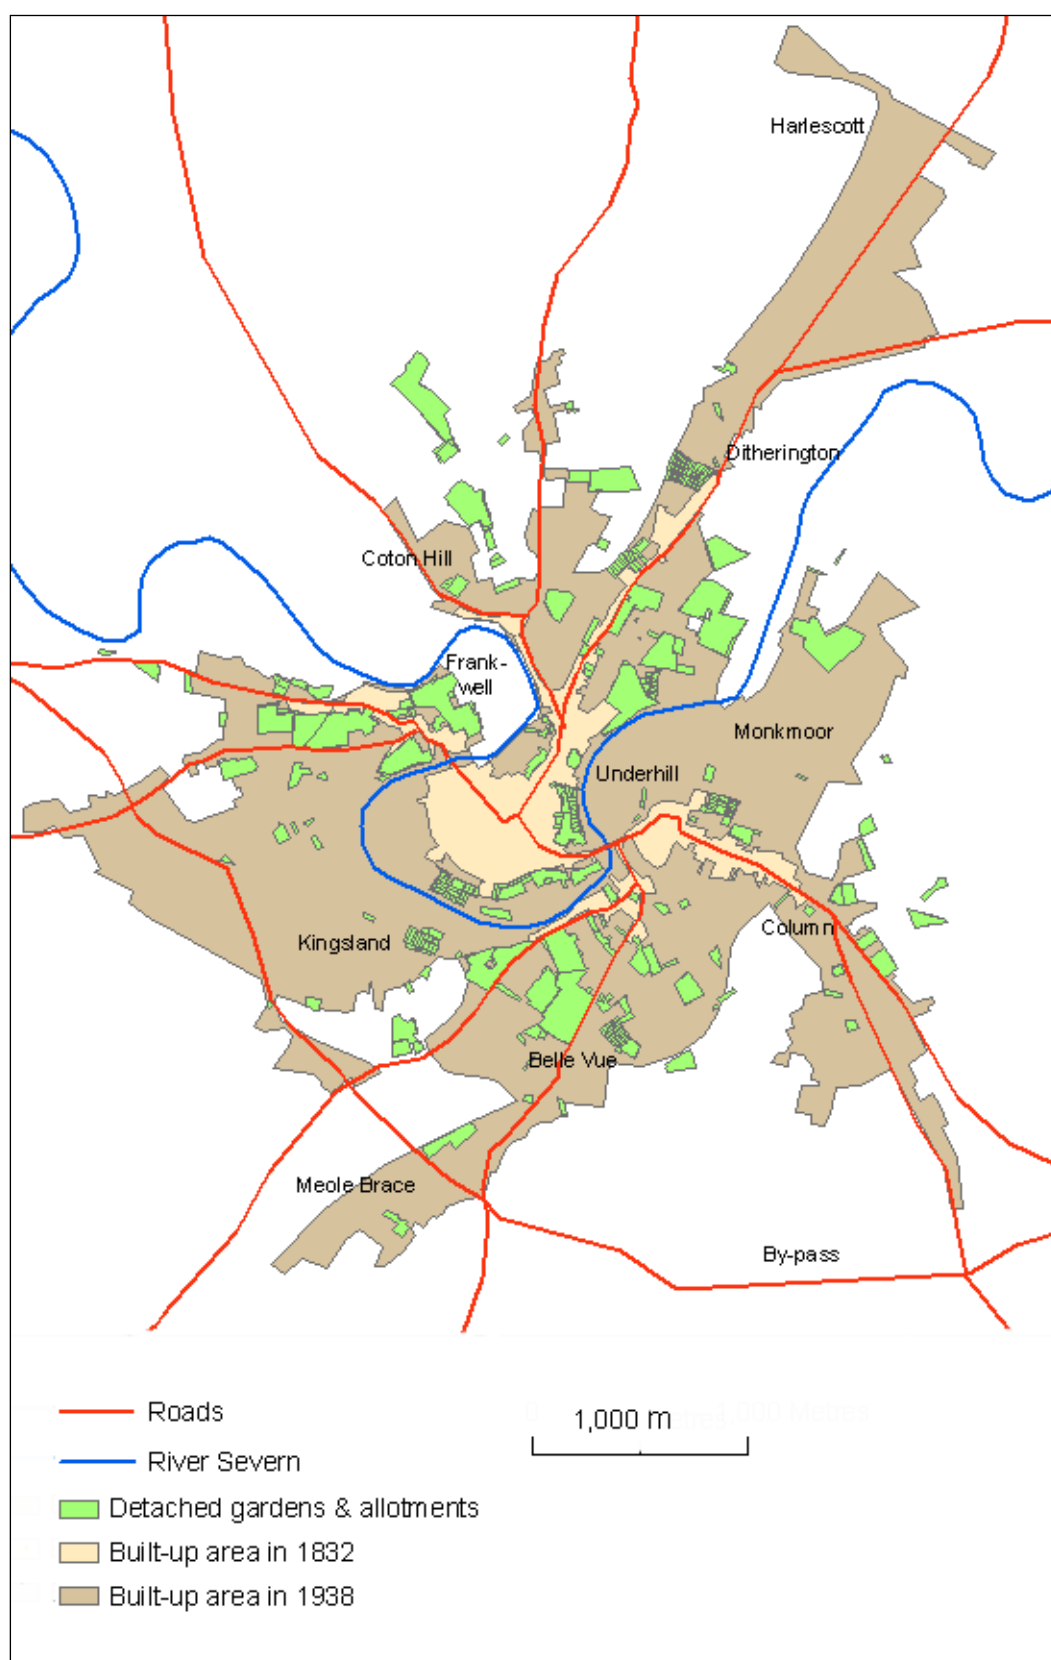 Harlescott
Ditherington
Coton Hill
Frank-
well
Monkmoor
Underhill
Column
Kingsland
Belle Vue
Meole Brace
By-pass
Roads
1,000 m
River Severn
Detached gardens & allotments
Built-up area in 1832
Built-up area in 1938